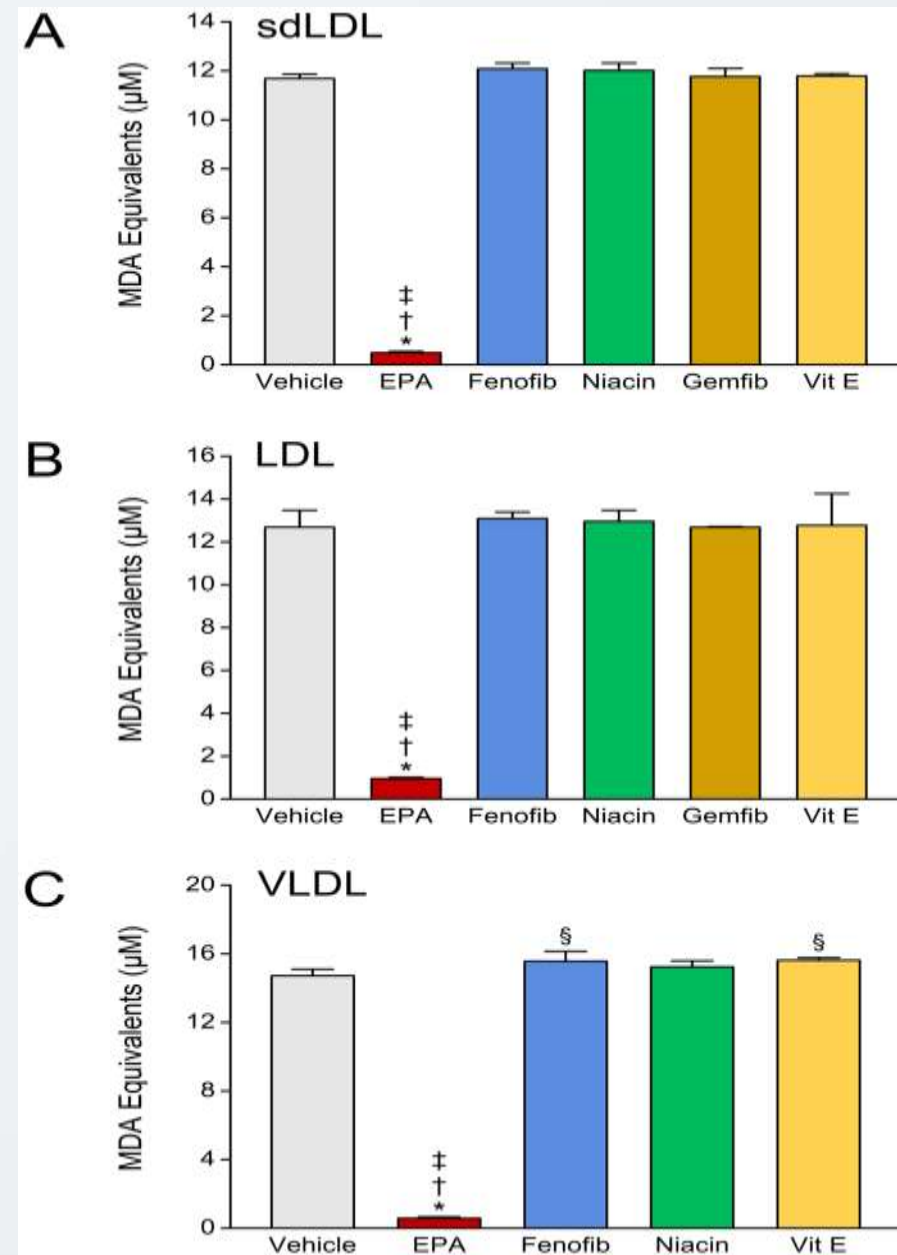 A
sdLDL
MDA Equivalents (µM)
14
12
10
8
6
4
2
0
‡
†
*
Vehicle EPA Fenofib Niacin Gemfib Vit E
B
LDL
MDA Equivalents (µM)
16
14
12
10
8
6
4
2
0
‡
†
*
Vehicle EPA Fenofib Niacin Gemfib Vit E
C
VLDL
MDA Equivalents (µM)
20
16
12
8
4
0
§ §
‡
†
*
Vehicle EPA Fenofib Niacin Vit E